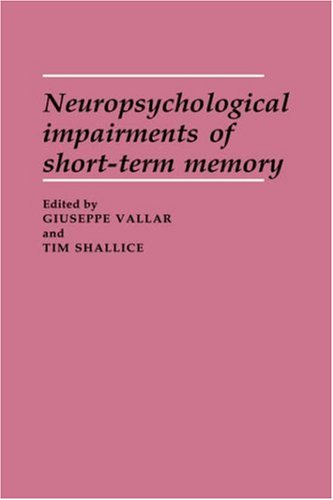 Neuropsychological
impairments of
short-term memory
Edited by
GIUSEPPE VALLAR
and
TIM SHALLICE